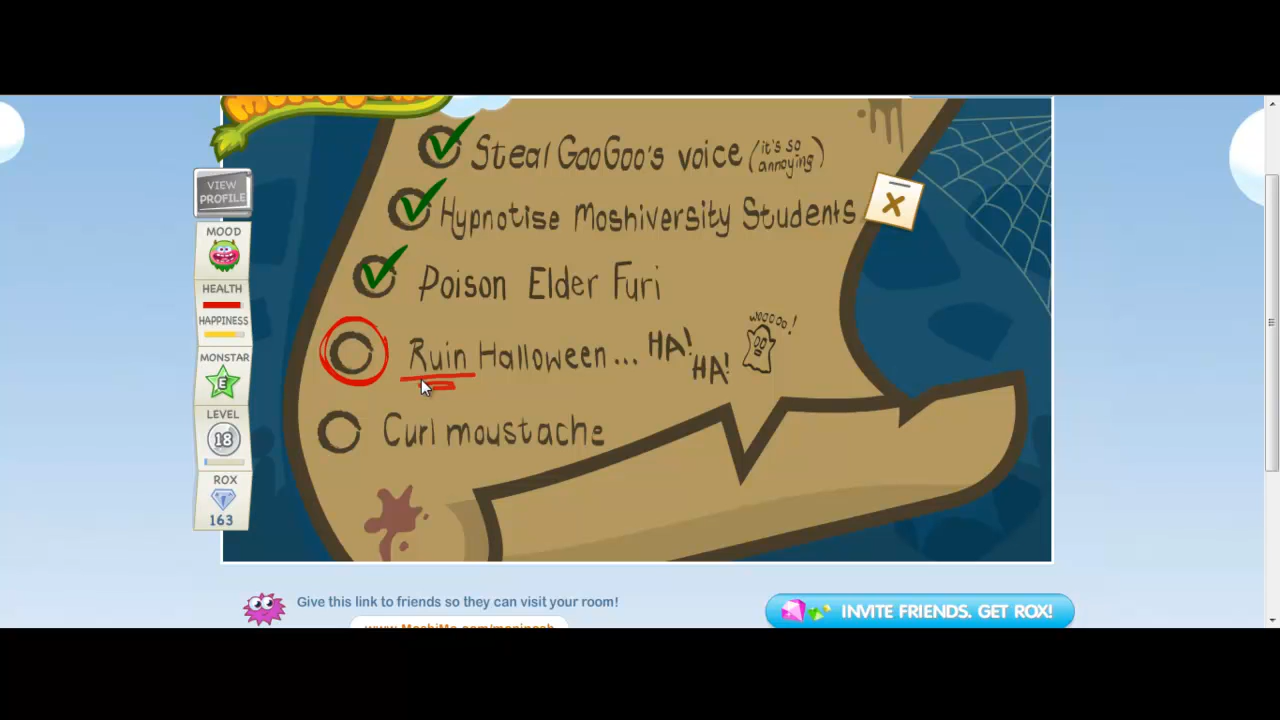 VIEW
PROFILE
MOOD
HEALTH
HAPPINESS
MONSTAR
E
LEVEL
18
ROX
163
Steal GooGoo's voice (it's so annoying)
Hypnotise Moshiversity Students
Poison Elder Furi
Ruin Halloween... HA! HA! WOOOOO!
Curl moustache
Give this link to friends so they can visit your room!
INVITE FRIENDS. GET ROX!